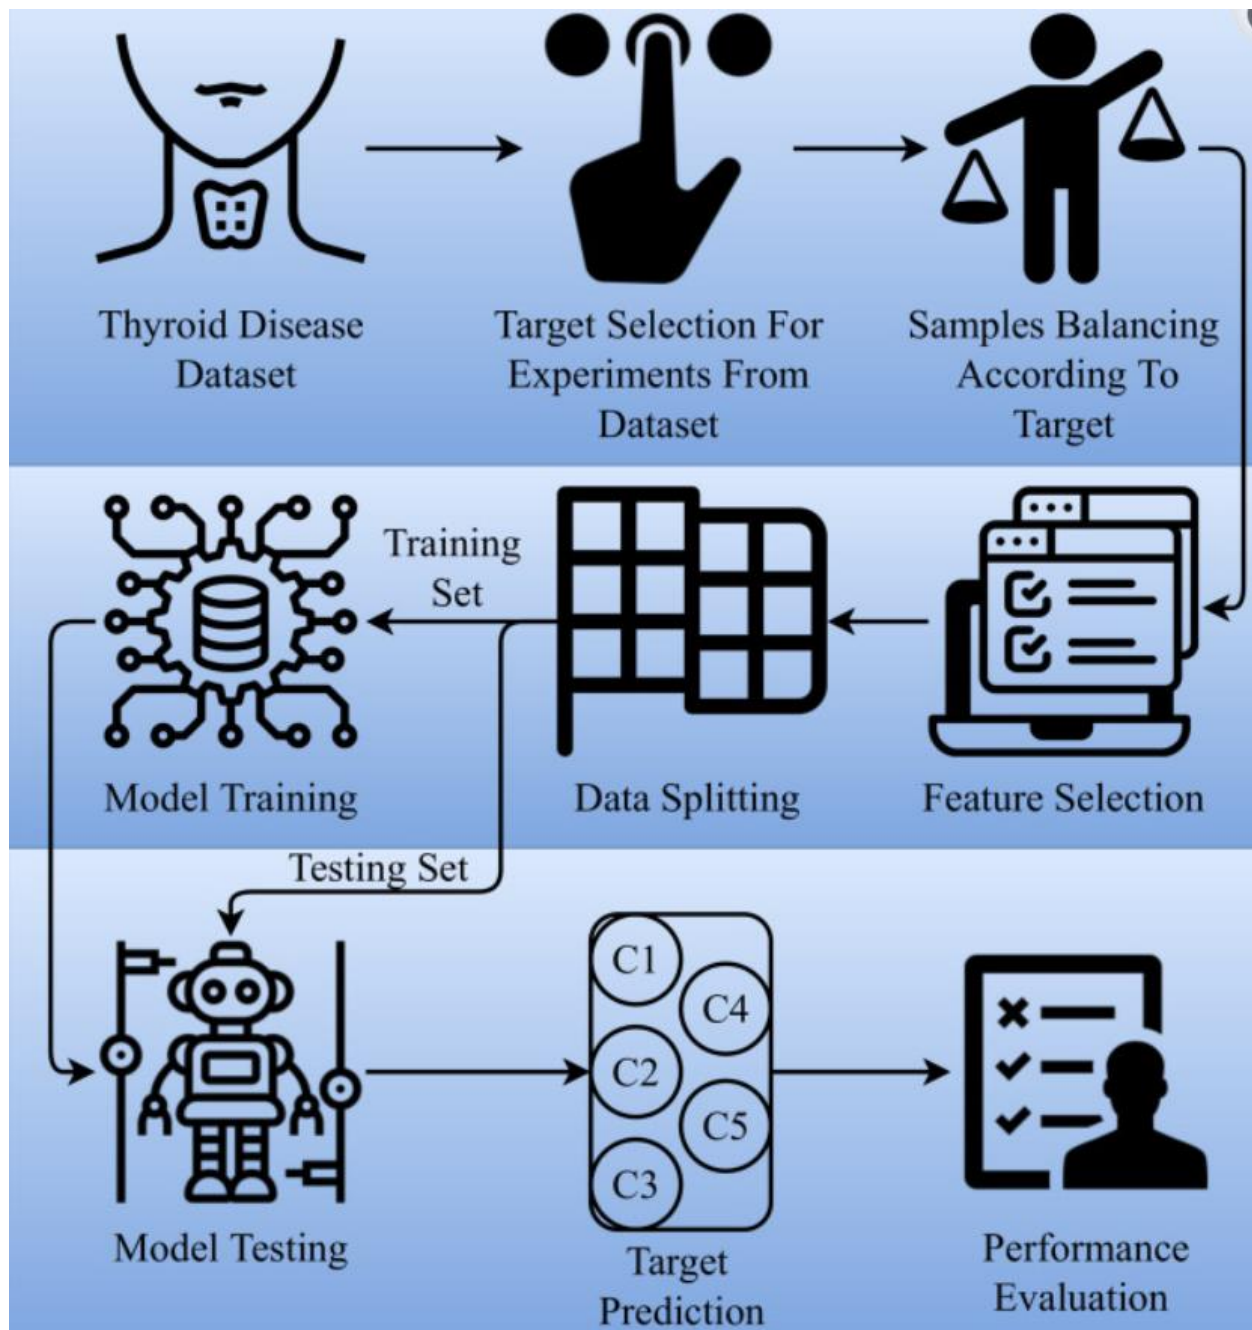 Thyroid Disease
Dataset
Target Selection For
Experiments From
Dataset
Samples Balancing
According To
Target
Training
Set
Model Training
Data Splitting
Feature Selection
Testing Set
C1
C4
C2
C5
C3
Model Testing
Target
Prediction
Performance
Evaluation